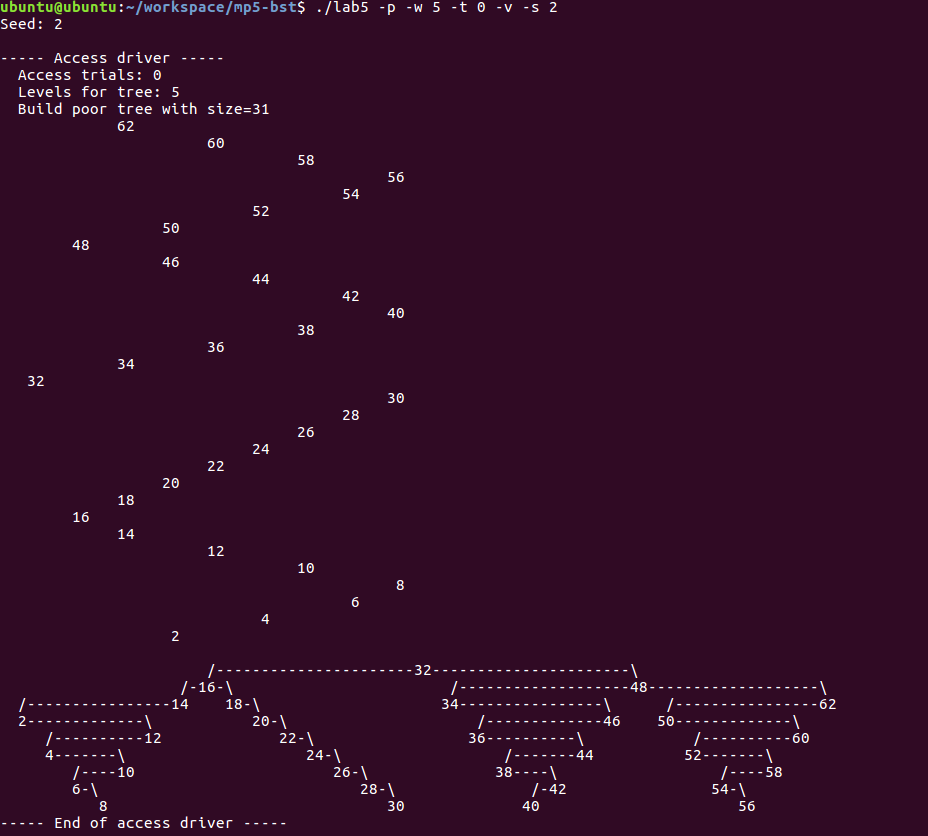 ubuntu@ubuntu:~/workspace/mp5-bst$ ./lab5 -p -w 5 -t 0 -v -s 2
Seed: 2

----- Access driver -----
  Access trials: 0
  Levels for tree: 5
  Build poor tree with size=31
             62
                       60
                                 58
                                           56
                                      54
                            52
                  50
        48
                  46
                            44
                                      42
                                           40
                                 38
                       36
             34
   32
                                           30
                                      28
                                 26
                            24
                       22
                  20
             18
        16
             14
                       12
                                 10
                                            8
                                       6
                             4
                   2

                       /----------------------32----------------------\
                    /-16-\                        /-------------------48-------------------\
  /----------------14    18-\                    34----------------\      /----------------62
  2-------------\           20-\                     /-------------46    50-------------\
     /----------12             22-\                 36----------\           /----------60
     4-------\                    24-\                  /-------44         52-------\
        /----10                      26-\              38----\                 /----58
        6-\                             28-\               /-42                54-\
           8                               30             40                      56
----- End of access driver -----